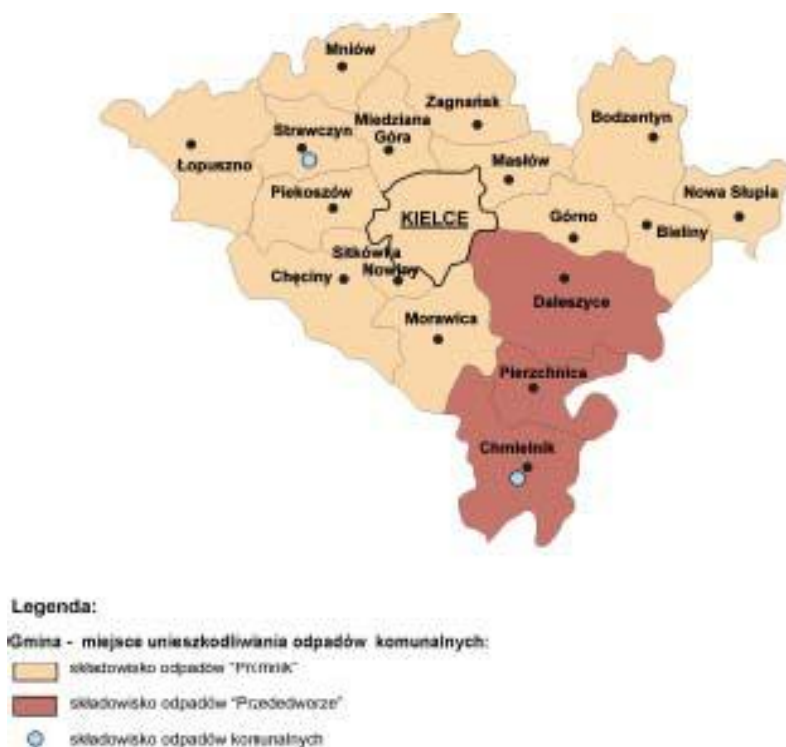 Mniów
Zagnańsk
Miedziana
Góra
Bodzentyn
Strawczyn
Łopuszno
Masłów
Nowa Słupia
Piekoszów
KIELCE
Górno
Bieliny
Sitkówka
Nowiny
Chęciny
Daleszyce
Morawica
Pierzchnica
Chmielnik
Legenda:
Gmina - miejsce unieszkodliwiania odpadów komunalnych:
składowisko odpadów "Promnik"
składowisko odpadów "Przededworze"
składowisko odpadów komunalnych